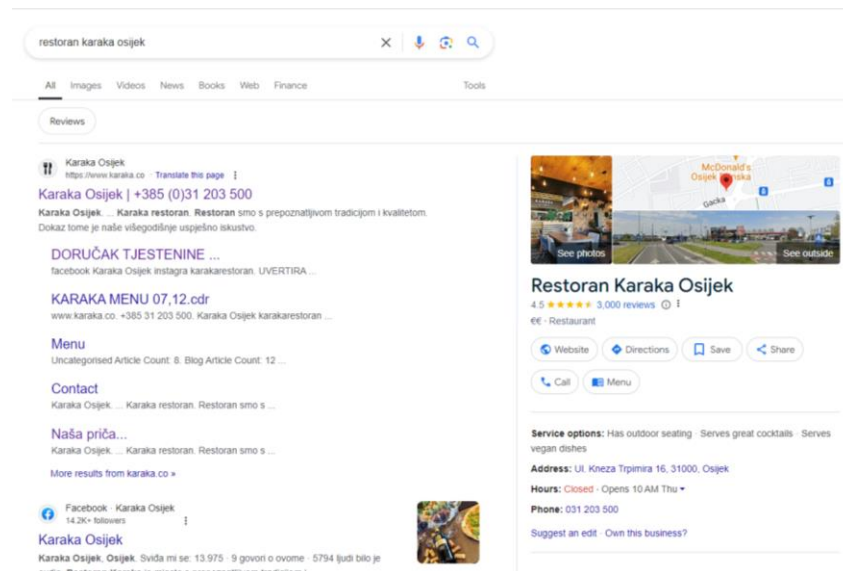 restoran karaka osijek
All Images Videos News Books Web Finance Tools
Reviews
Karaka Osijek
https://www.karaka.co · Translate this page
Karaka Osijek | +385 (0)31 203 500
Karaka Osijek. ... Karaka restoran. Restoran smo s prepoznatljivom tradicijom i kvalitetom.
Dokaz tome je naše višegodišnje uspješno iskustvo.
DORUČAK TJESTENINE ...
facebook Karaka Osijek instagra karakarestoran. UVERTIRA ...
KARAKA MENU 07,12.cdr
www.karaka.co. +385 31 203 500. Karaka Osijek karakarestoran ...
Menu
Uncategorised Article Count: 8. Blog Article Count: 12 ...
Contact
Karaka Osijek. ... Karaka restoran. Restoran smo s ...
Naša priča...
Karaka Osijek. ... Karaka restoran. Restoran smo s ...
More results from karaka.co »
Facebook · Karaka Osijek
14.2K+ followers
Karaka Osijek
Karaka Osijek, Osijek. Sviđa mi se: 13.975 · 9 govori o ovome · 5794 ljudi bilo je
McDonald's
Osijek
Gacka
See photos
See outside
Restoran Karaka Osijek
4.5 3,000 reviews
€€ · Restaurant
Website Directions Save Share
Call Menu
Service options: Has outdoor seating · Serves great cocktails · Serves
vegan dishes
Address: Ul. Kneza Trpimira 16, 31000, Osijek
Hours: Closed · Opens 10 AM Thu
Phone: 031 203 500
Suggest an edit · Own this business?